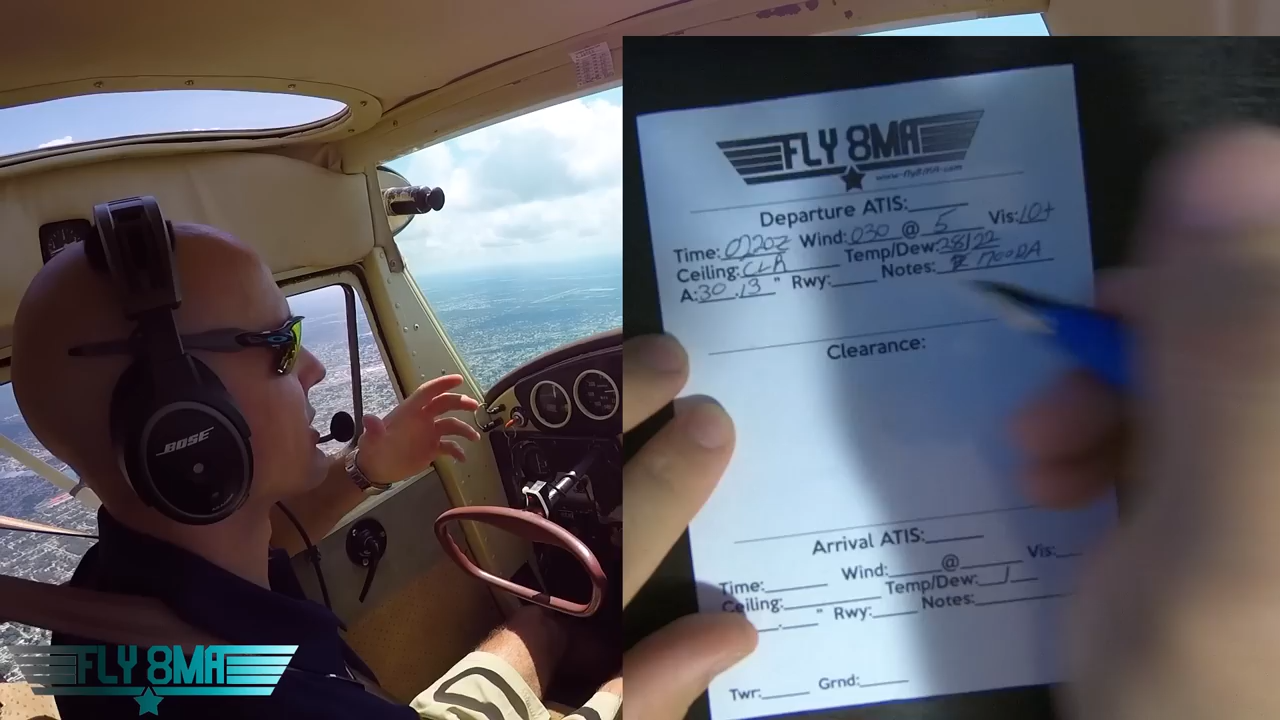 FLY 8MA
www.fly8MA.com
Departure ATIS:
Time: 0220Z Wind: 030 @ 5 Vis: 10+
Ceiling: CLR Temp/Dew: 28/22
A: 30.13" Rwy: Notes: 1700DA
Clearance:
Arrival ATIS:
Time: Wind: @ Vis:
Ceiling: Temp/Dew: /
. " Rwy: Notes:
Twr: Grnd:
BOSE
FLY 8MA